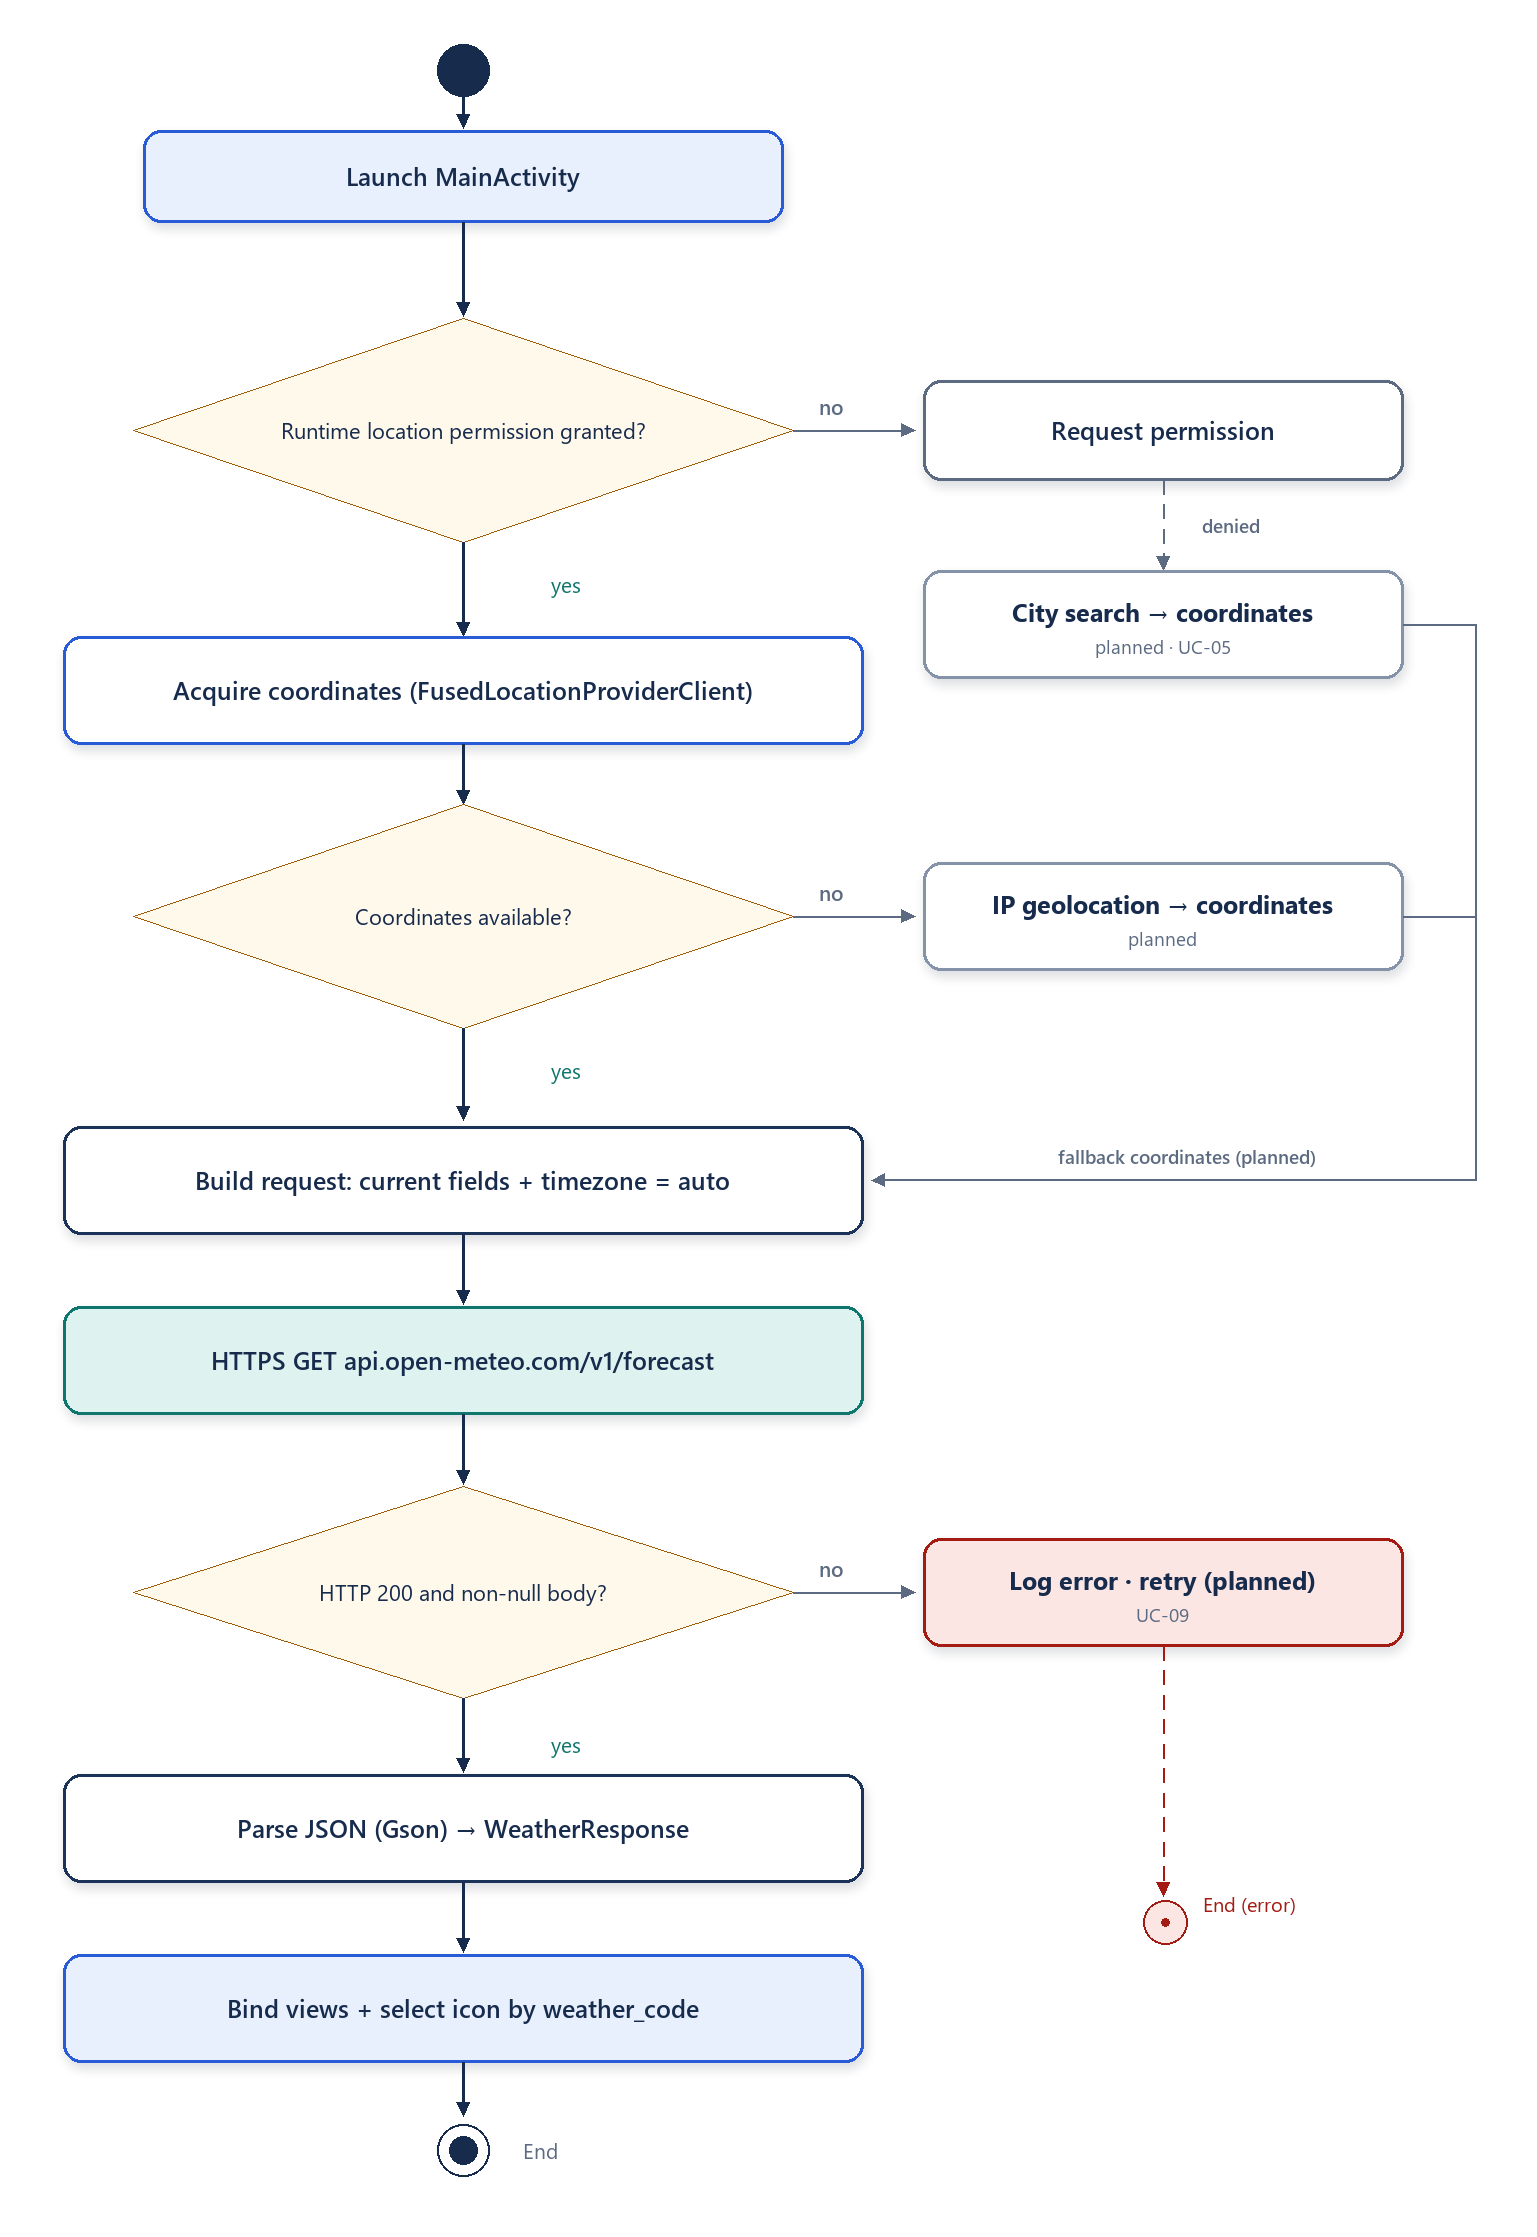 Launch MainActivity
Runtime location permission granted?
no
Request permission
denied
yes
City search → coordinates
planned · UC-05
Acquire coordinates (FusedLocationProviderClient)
Coordinates available?
no
IP geolocation → coordinates
planned
yes
fallback coordinates (planned)
Build request: current fields + timezone = auto
HTTPS GET api.open-meteo.com/v1/forecast
HTTP 200 and non-null body?
no
Log error · retry (planned)
UC-09
yes
Parse JSON (Gson) → WeatherResponse
End (error)
Bind views + select icon by weather_code
End